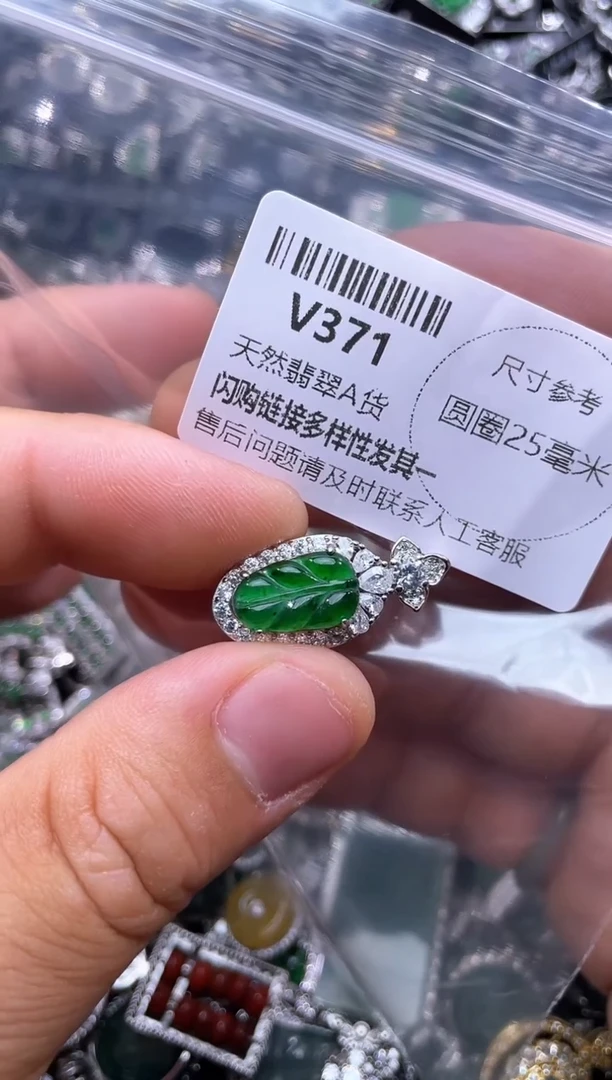 V371
天然翡翠A货
闪购链接多样性发其一
售后问题请及时联系人工客服
尺寸参考
圆圈25毫米